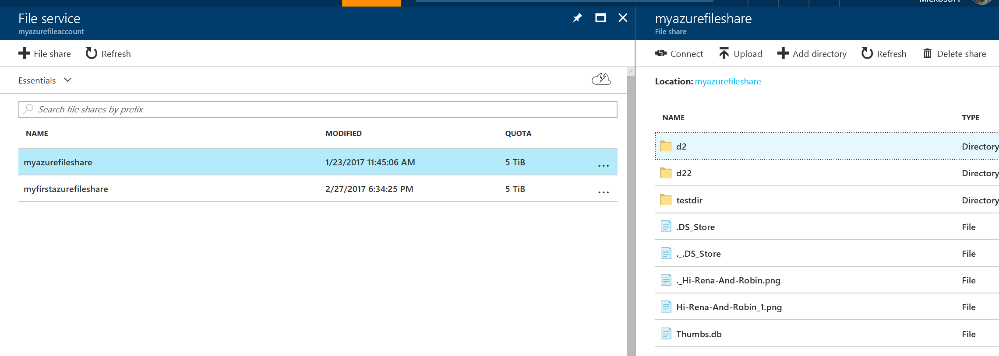 MICROSOFT
File service
myazurefileaccount
File share
Refresh
Essentials
Search file shares by prefix
NAME MODIFIED QUOTA
myazurefileshare 1/23/2017 11:45:06 AM 5 TiB ...
myfirstazurefileshare 2/27/2017 6:34:25 PM 5 TiB ...
myazurefileshare
File share
Connect Upload Add directory Refresh Delete share
Location: myazurefileshare
NAME TYPE
d2 Directory
d22 Directory
testdir Directory
.DS_Store File
._.DS_Store File
._Hi-Rena-And-Robin.png File
Hi-Rena-And-Robin_1.png File
Thumbs.db File